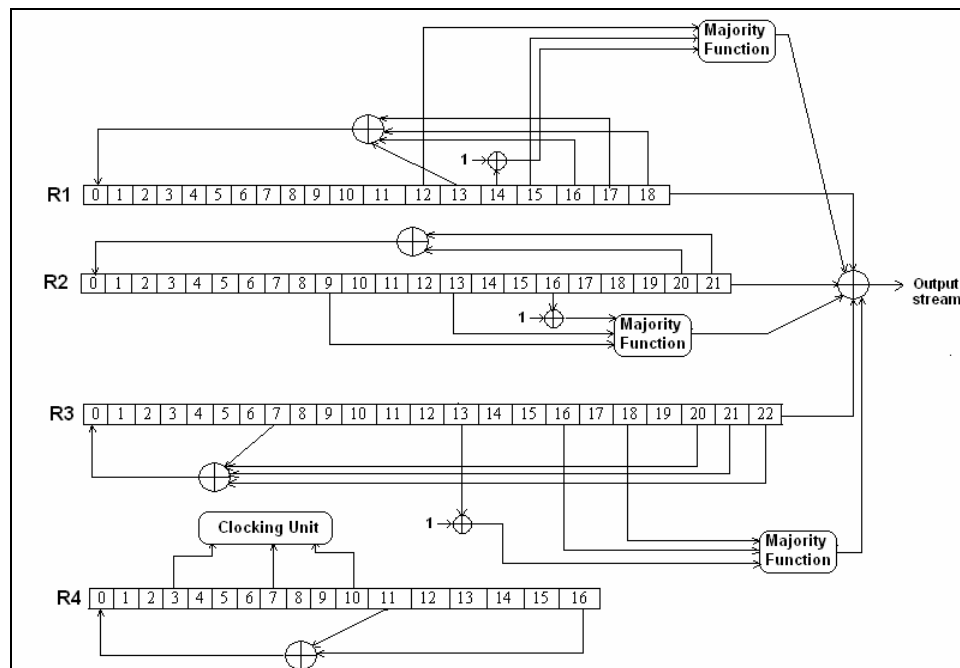 Majority
Function
1
R1 0 1 2 3 4 5 6 7 8 9 10 11 12 13 14 15 16 17 18
R2 0 1 2 3 4 5 6 7 8 9 10 11 12 13 14 15 16 17 18 19 20 21
Output
stream
1
Majority
Function
R3 0 1 2 3 4 5 6 7 8 9 10 11 12 13 14 15 16 17 18 19 20 21 22
Clocking Unit
1
Majority
Function
R4 0 1 2 3 4 5 6 7 8 9 10 11 12 13 14 15 16